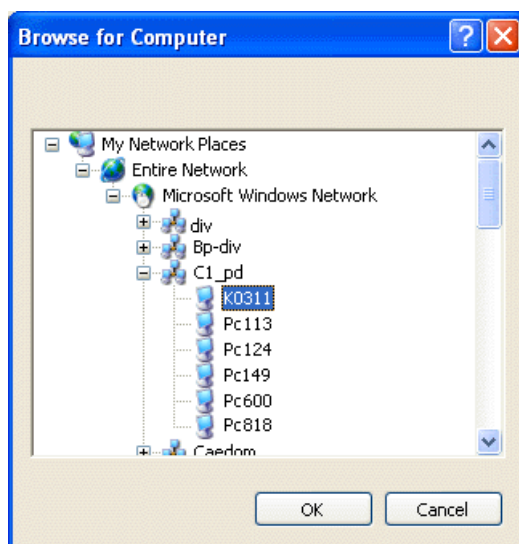 Browse for Computer
My Network Places
Entire Network
Microsoft Windows Network
div
Bp-div
C1_pd
K0311
Pc113
Pc124
Pc149
Pc600
Pc818
Caedom
OK Cancel